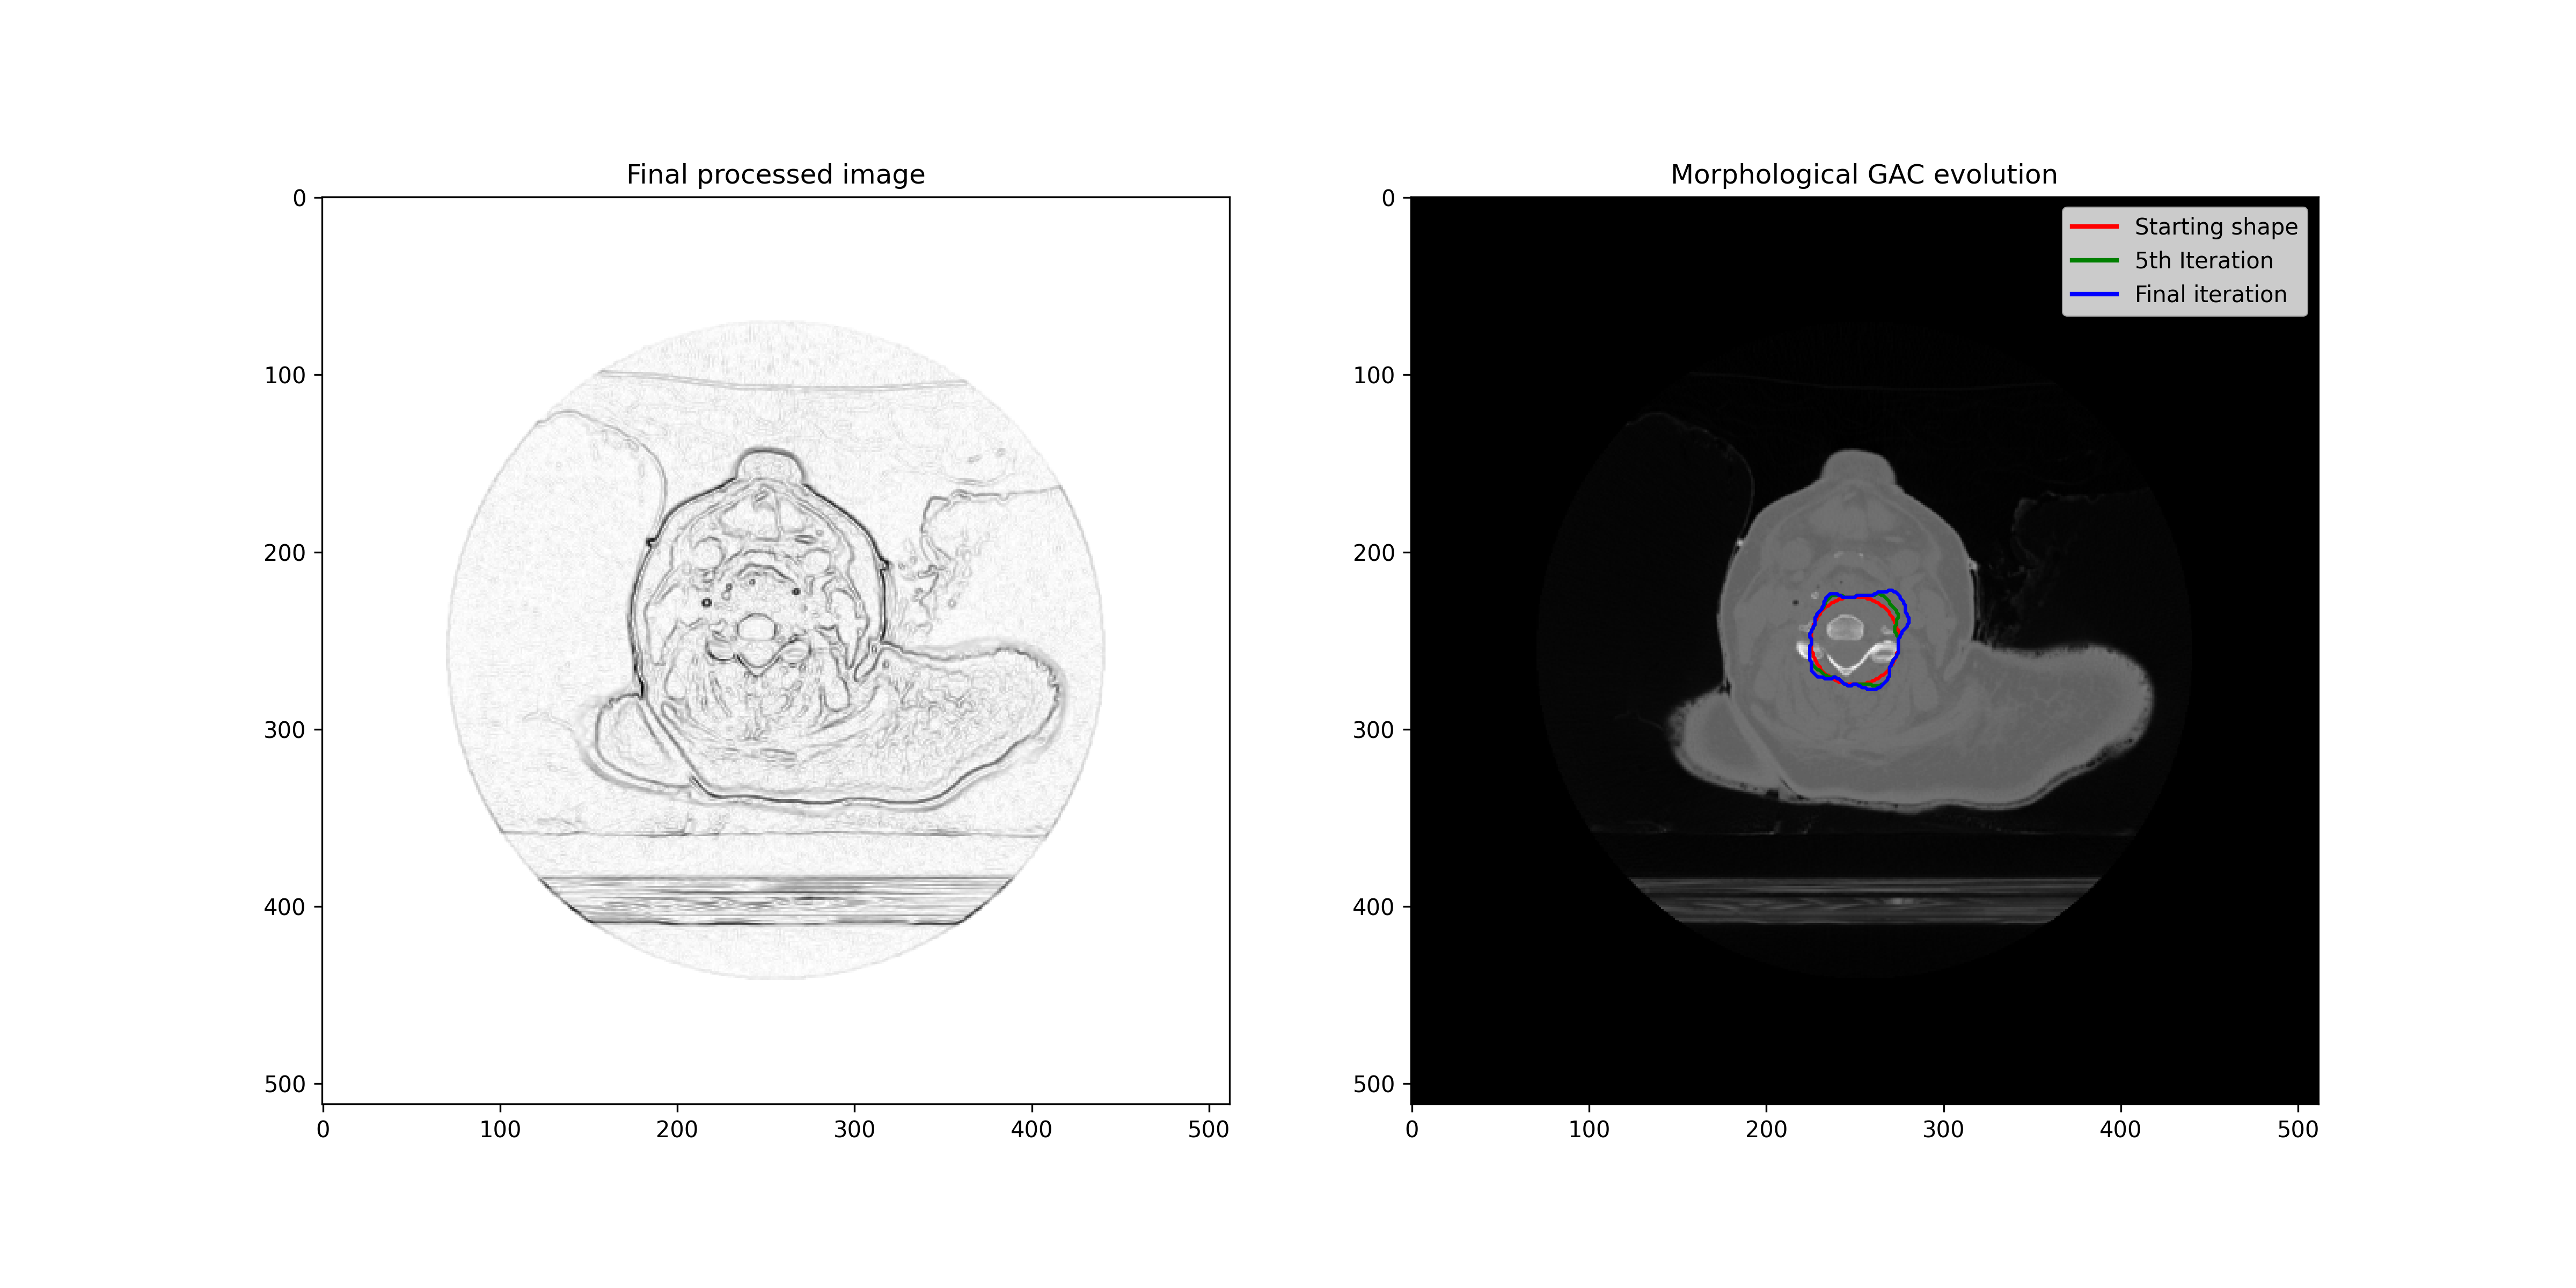 Final processed image
0
100
200
300
400
500
0 100 200 300 400 500
Morphological GAC evolution
Starting shape
5th Iteration
Final iteration
0
100
200
300
400
500
0 100 200 300 400 500